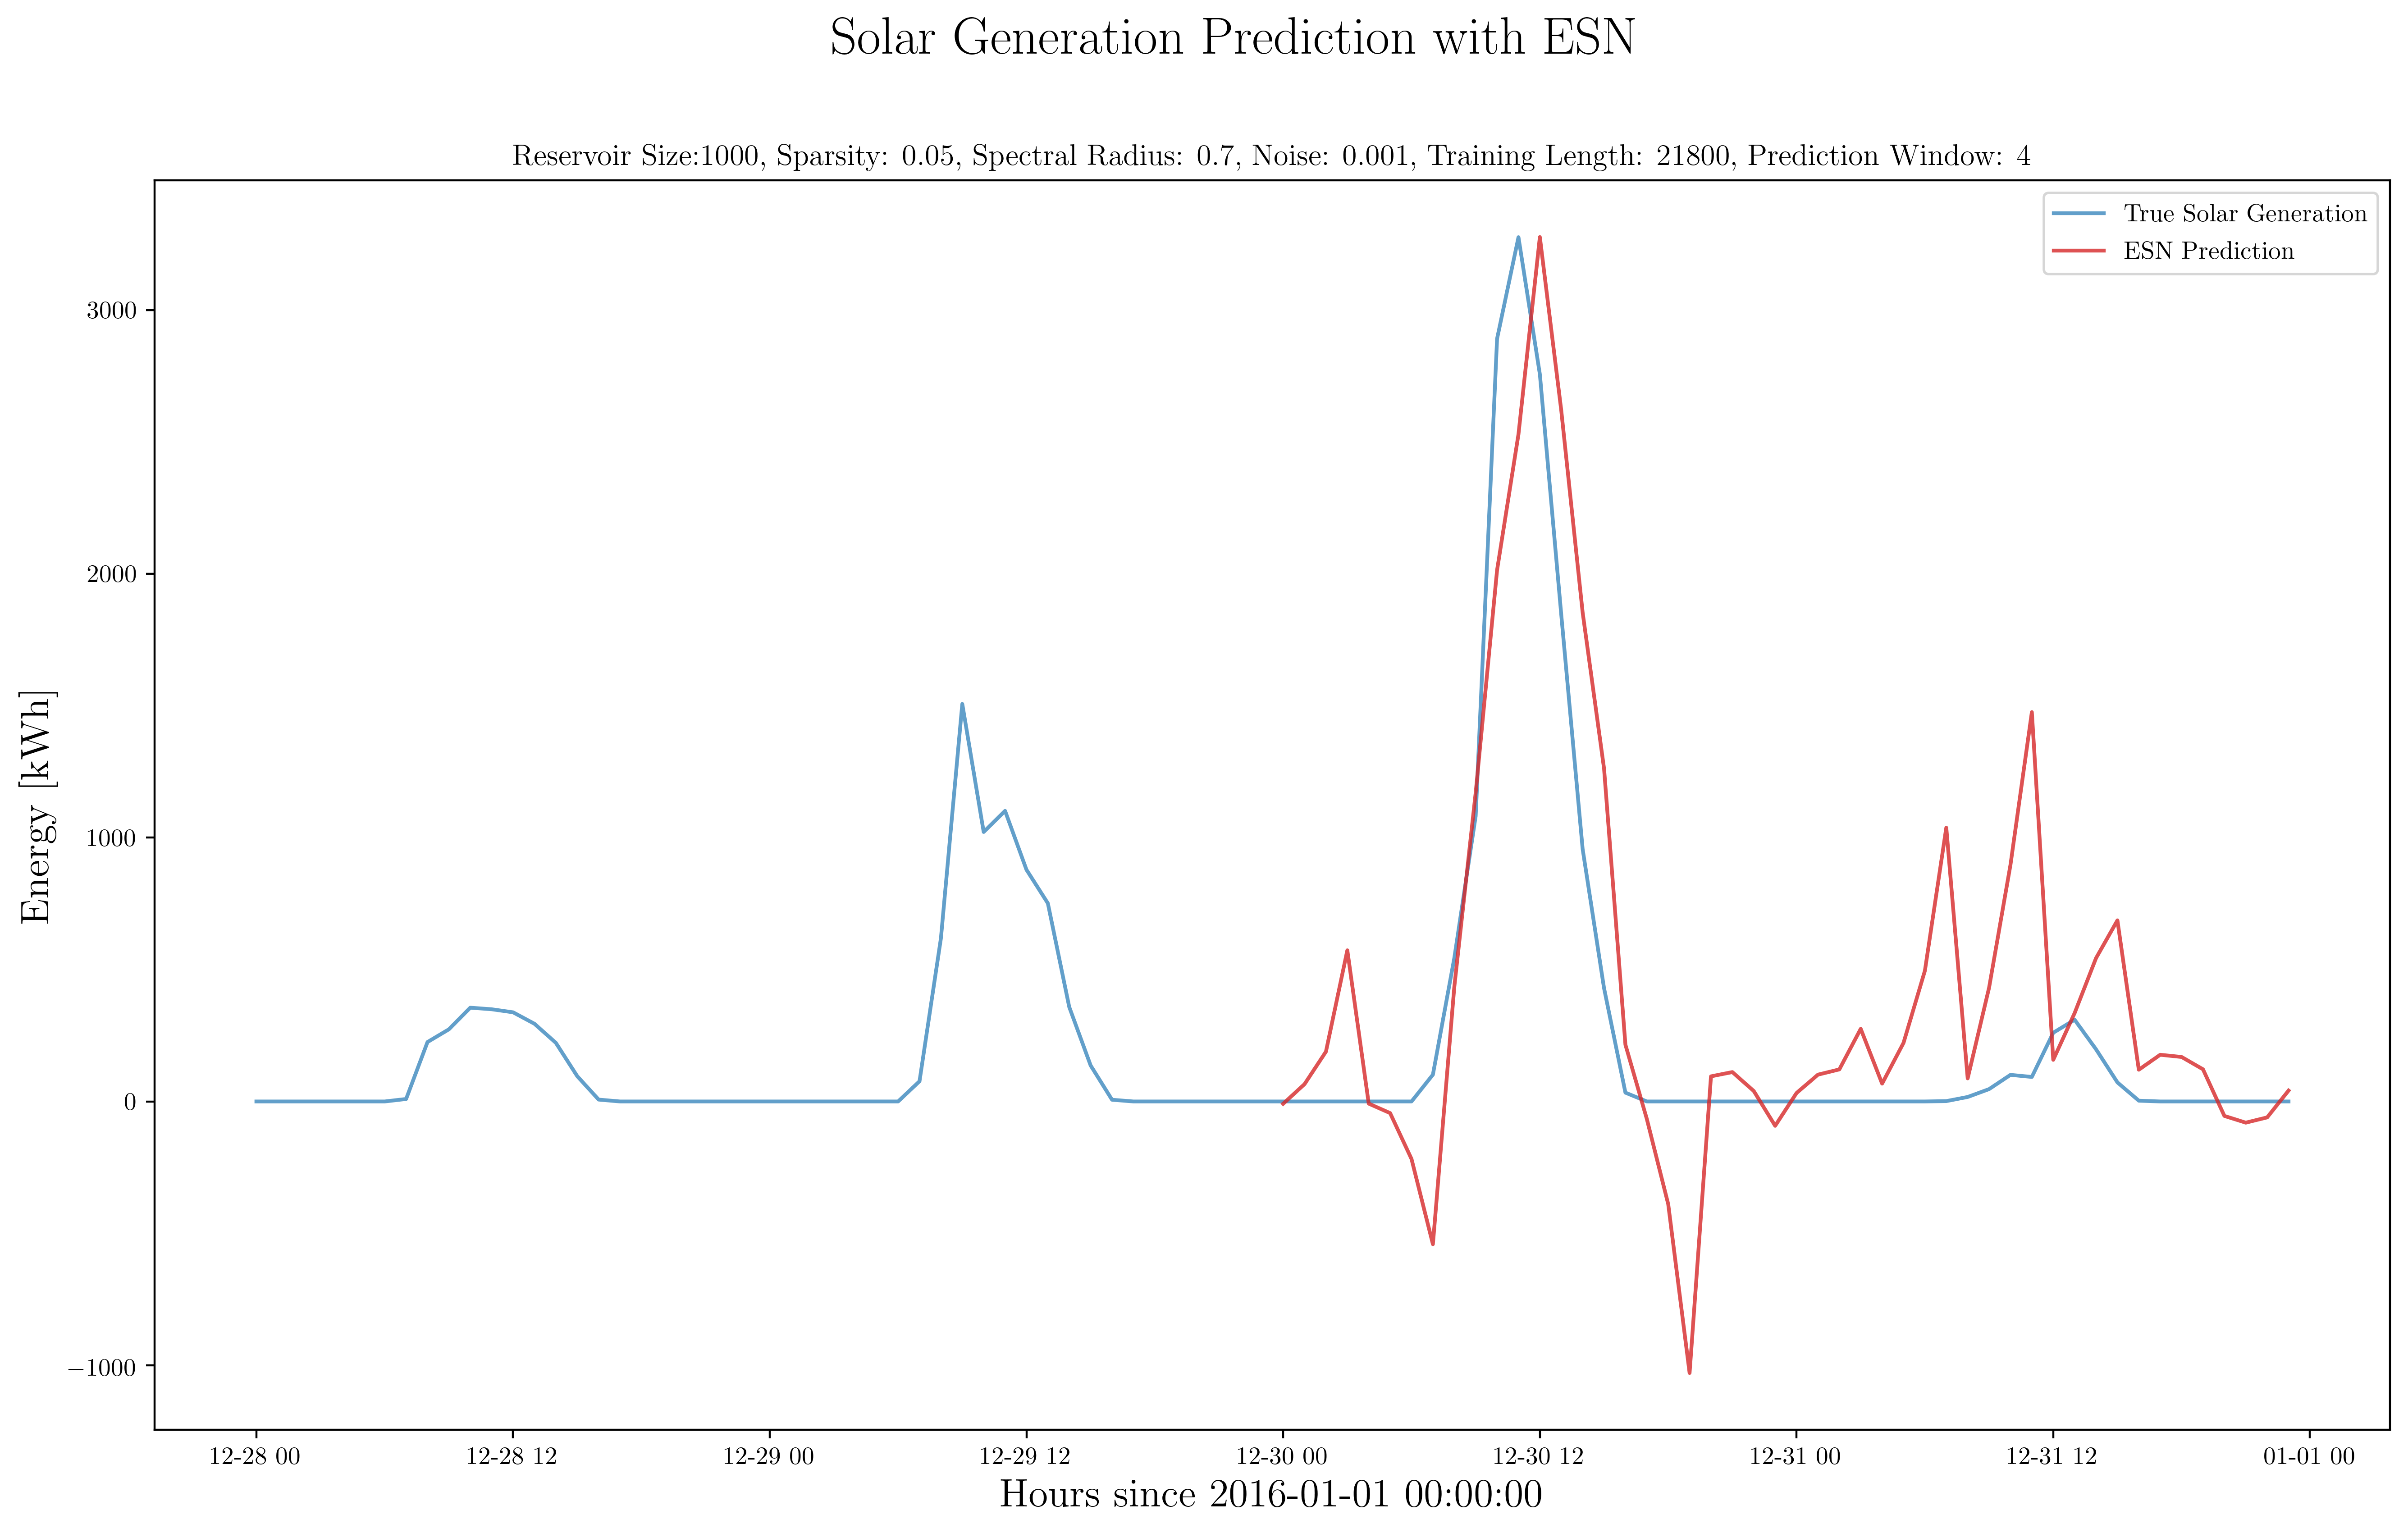 Solar Generation Prediction with ESN
Reservoir Size:1000, Sparsity: 0.05, Spectral Radius: 0.7, Noise: 0.001, Training Length: 21800, Prediction Window: 4
True Solar Generation
ESN Prediction
3000
2000
1000
0
−1000
Energy [kWh]
12-28 00 12-28 12 12-29 00 12-29 12 12-30 00 12-30 12 12-31 00 12-31 12 01-01 00
Hours since 2016-01-01 00:00:00